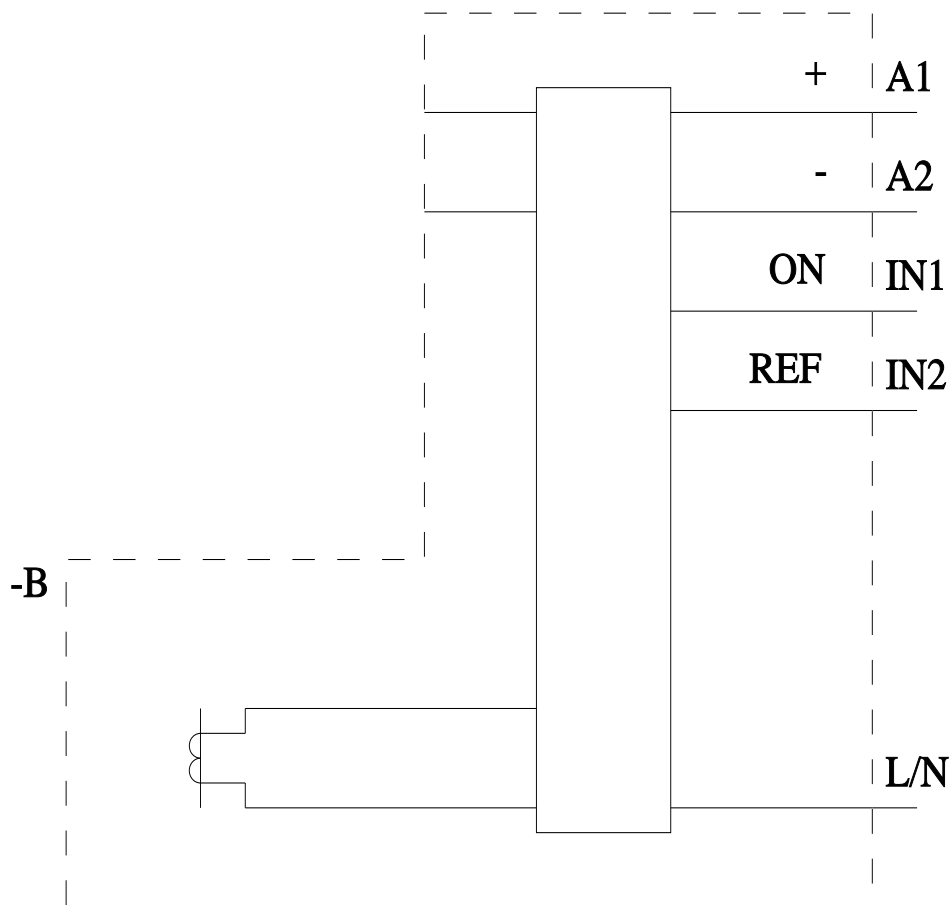 + A1
- A2
ON IN1
REF IN2
-B
L/N